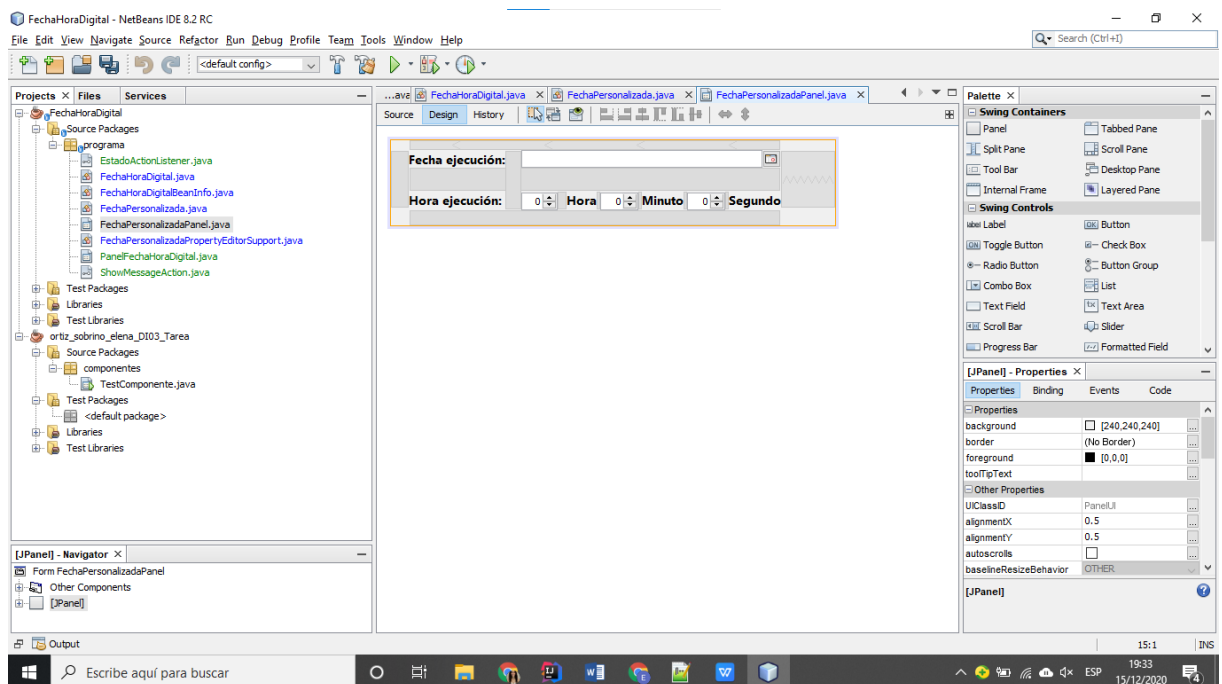 FechaHoraDigital - NetBeans IDE 8.2 RC
File Edit View Navigate Source Refactor Run Debug Profile Team Tools Window Help
Search (Ctrl+I)
<default config>
Projects Files Services
FechaHoraDigital
Source Packages
programa
EstadoActionListener.java
FechaHoraDigital.java
FechaHoraDigitalBeanInfo.java
FechaPersonalizada.java
FechaPersonalizadaPanel.java
FechaPersonalizadaPropertyEditorSupport.java
PanelFechaHoraDigital.java
ShowMessageAction.java
Test Packages
Libraries
Test Libraries
ortiz_sobrino_elena_DI03_Tarea
Source Packages
componentes
TestComponente.java
Test Packages
<default package>
Libraries
Test Libraries
[JPanel] - Navigator
Form FechaPersonalizadaPanel
Other Components
[JPanel]
...ava FechaHoraDigital.java FechaPersonalizada.java FechaPersonalizadaPanel.java
Source Design History
Fecha ejecución:
Hora ejecución: 0 Hora 0 Minuto 0 Segundo
Palette
Swing Containers
Panel Tabbed Pane
Split Pane Scroll Pane
Tool Bar Desktop Pane
Internal Frame Layered Pane
Swing Controls
label Label OK Button
ON Toggle Button Check Box
Radio Button Button Group
Combo Box List
Text Field Text Area
Scroll Bar Slider
Progress Bar Formatted Field
[JPanel] - Properties
Properties Binding Events Code
Properties
background [240,240,240] ...
border (No Border) ...
foreground [0,0,0] ...
toolTipText ...
Other Properties
UIClassID PanelUI ...
alignmentX 0.5 ...
alignmentY 0.5 ...
autoscrolls ...
baselineResizeBehavior OTHER
[JPanel]
Output
15:1 INS
Escribe aquí para buscar
ESP
19:33
15/12/2020
4